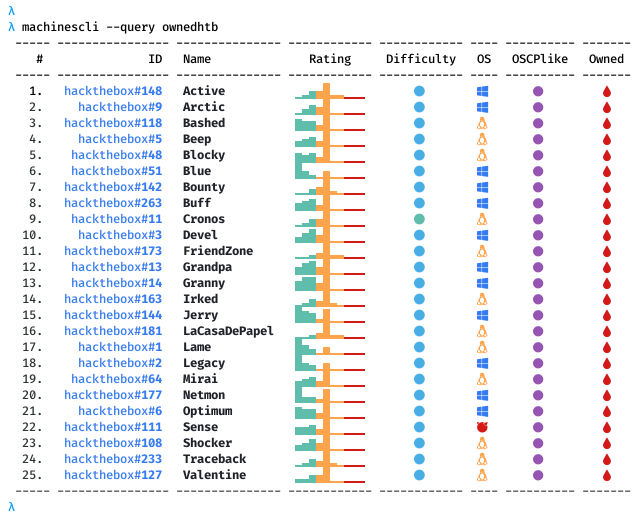 λ
λ machinescli --query ownedhtb
# ID Name Rating Difficulty OS OSCPlike Owned
1. hackthebox#148 Active
2. hackthebox#9 Arctic
3. hackthebox#118 Bashed
4. hackthebox#5 Beep
5. hackthebox#48 Blocky
6. hackthebox#51 Blue
7. hackthebox#142 Bounty
8. hackthebox#263 Buff
9. hackthebox#11 Cronos
10. hackthebox#3 Devel
11. hackthebox#173 FriendZone
12. hackthebox#13 Grandpa
13. hackthebox#14 Granny
14. hackthebox#163 Irked
15. hackthebox#144 Jerry
16. hackthebox#181 LaCasaDePapel
17. hackthebox#1 Lame
18. hackthebox#2 Legacy
19. hackthebox#64 Mirai
20. hackthebox#177 Netmon
21. hackthebox#6 Optimum
22. hackthebox#111 Sense
23. hackthebox#108 Shocker
24. hackthebox#233 Traceback
25. hackthebox#127 Valentine
λ